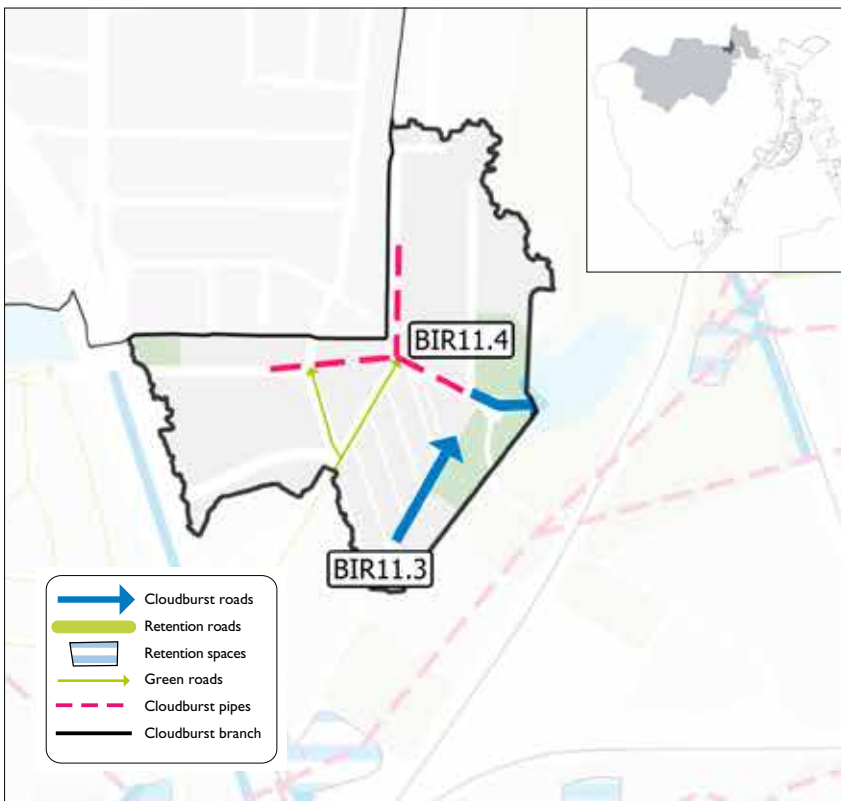 BIR11.4
BIR11.3
Cloudburst roads
Retention roads
Retention spaces
Green roads
Cloudburst pipes
Cloudburst branch